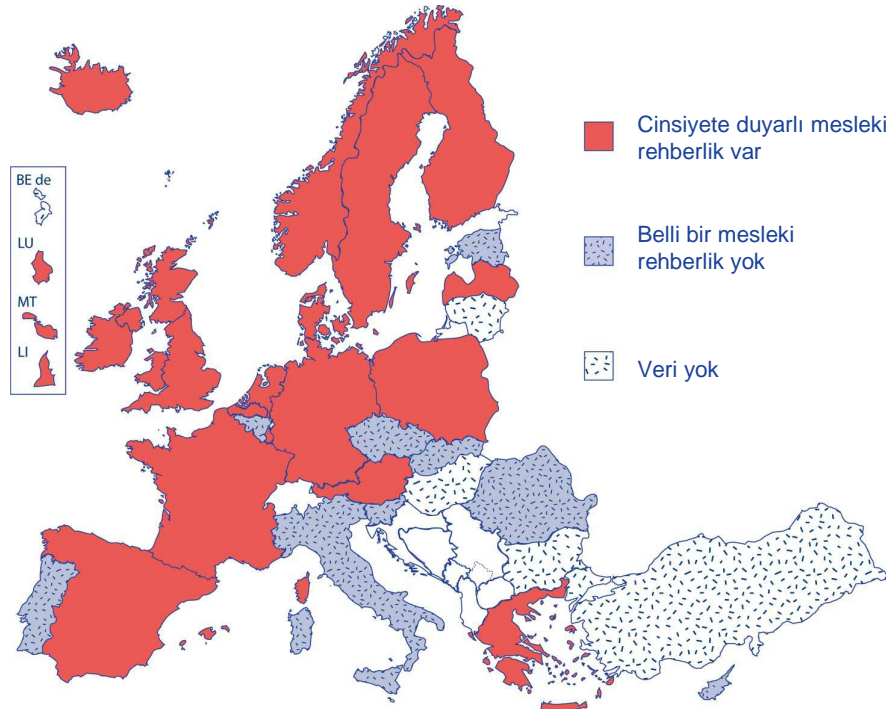 Cinsiyete duyarlı mesleki
rehberlik var
BE de
LU
Belli bir mesleki
rehberlik yok
MT
LI
Veri yok